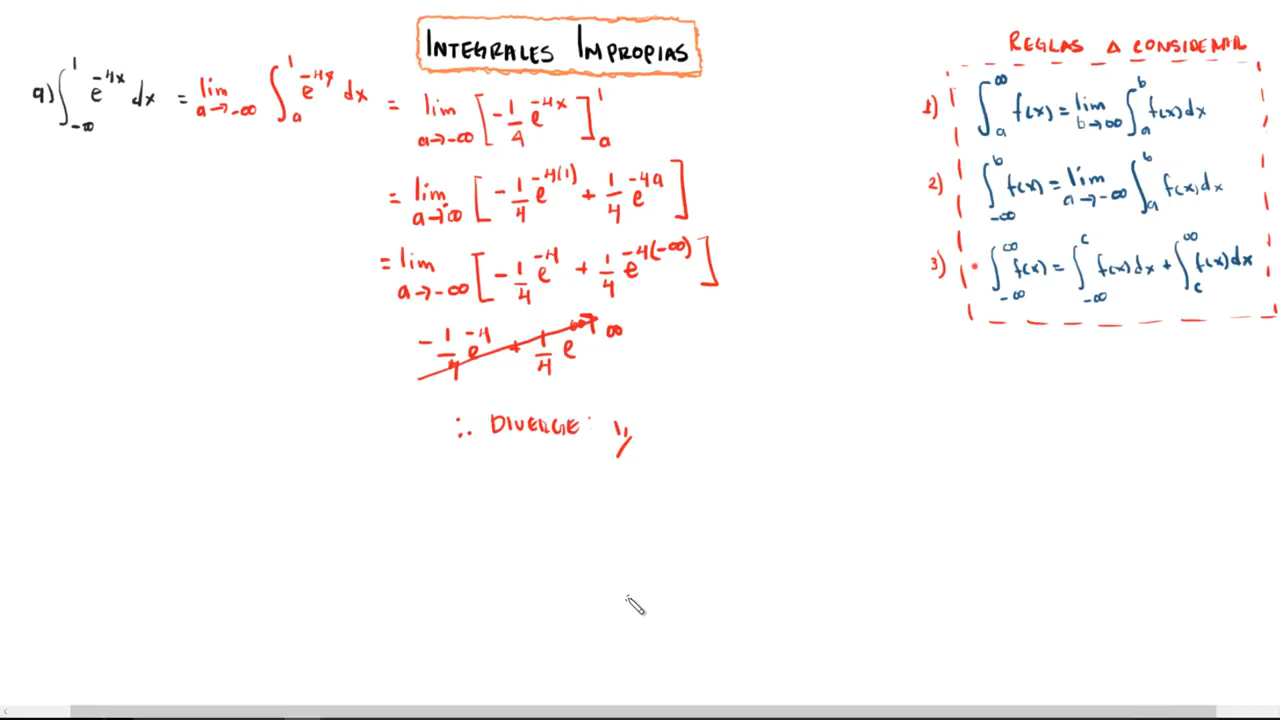 INTEGRALES IMPROPIAS
a) ∫_{-∞}^{1} e^{-4x} dx = lim_{a→-∞} ∫_{a}^{1} e^{-4x} dx = lim_{a→-∞} [-1/4 e^{-4x}]_{a}^{1}
= lim_{a→-∞} [-1/4 e^{-4(1)} + 1/4 e^{-4a}]
= lim_{a→-∞} [-1/4 e^{-4} + 1/4 e^{-4(-∞)}]
-1/4 e^{-4} + 1/4 e^{∞} ∞
∴ DIVERGE
REGLAS A CONSIDERAR
1) ∫_{a}^{∞} f(x) = lim_{b→∞} ∫_{a}^{b} f(x)dx
2) ∫_{-∞}^{b} f(x) = lim_{a→-∞} ∫_{a}^{b} f(x)dx
3) ∫_{-∞}^{∞} f(x) = ∫_{-∞}^{c} f(x)dx + ∫_{c}^{∞} f(x)dx